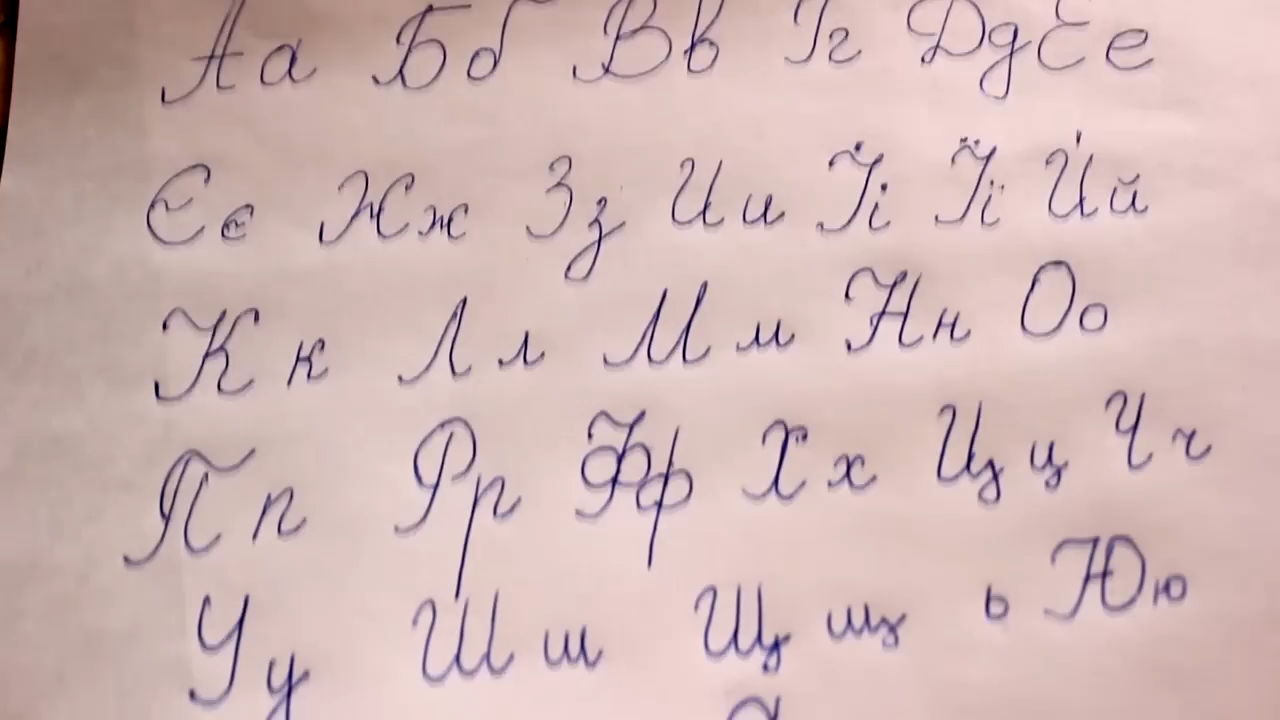 Аа Бб Вв Гг Дд Ее
Єє Жж Зз Ии Іі Її Йй
Кк Лл Мм Нн Оо
Пп Рр Фф Хх Цц Чч
Уу Шш Щщ ь Юю